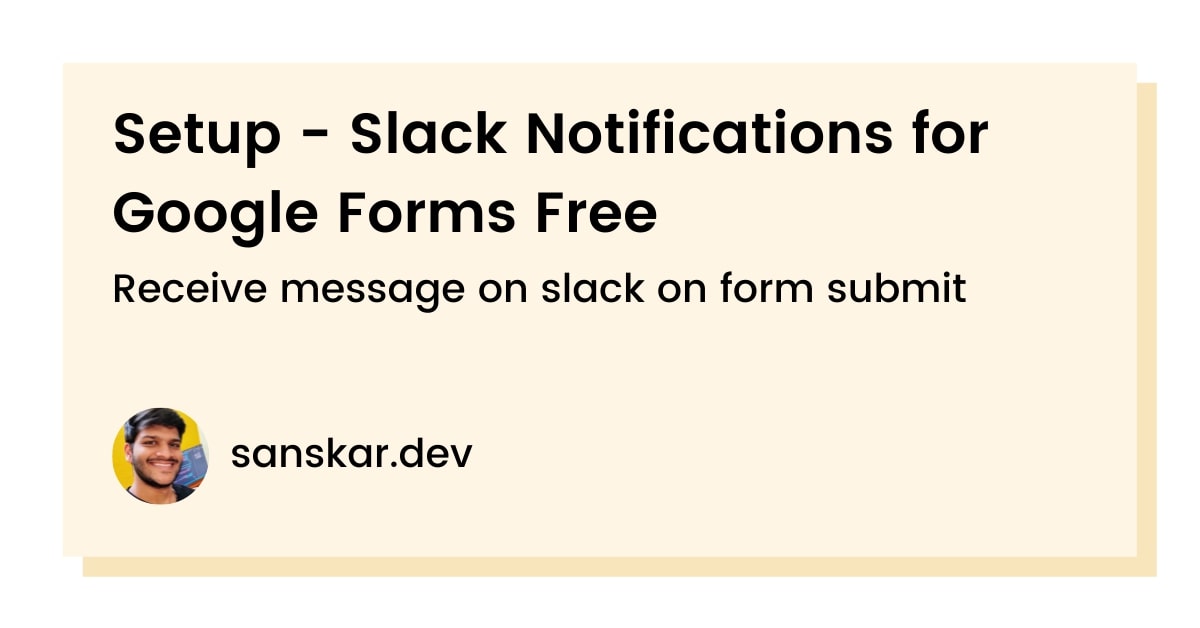 Setup - Slack Notifications for
Google Forms Free
Receive message on slack on form submit
sanskar.dev